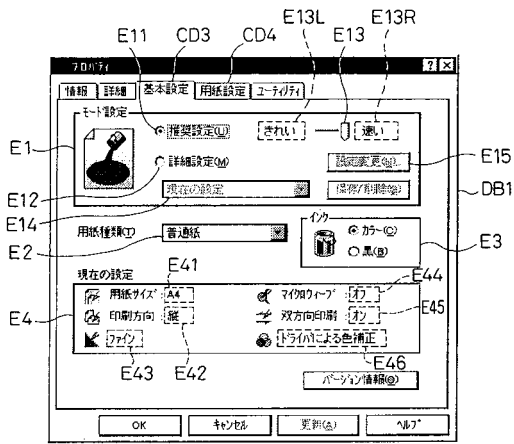 E13L E13 E13R
E11 CD3 CD4
プロパティ ? ×
情報 詳細 基本設定 用紙設定 ユーティリティ
モード設定
E1
推奨設定(U) きれい 速い
E12 詳細設定(M) 設定変更(N)... E15
E14 現在の設定 保存/削除(S) DB1
用紙種類(T) 普通紙
E2
インク
カラー(C)
黒(B)
E3
現在の設定 E41
E4
用紙サイズ A4 マイクロウィーブ オフ E44
印刷方向 縦 双方向印刷 オン E45
ファイン ドライバによる色補正
E43 E42 E46
バージョン情報(O)
OK キャンセル 更新(A) ヘルプ